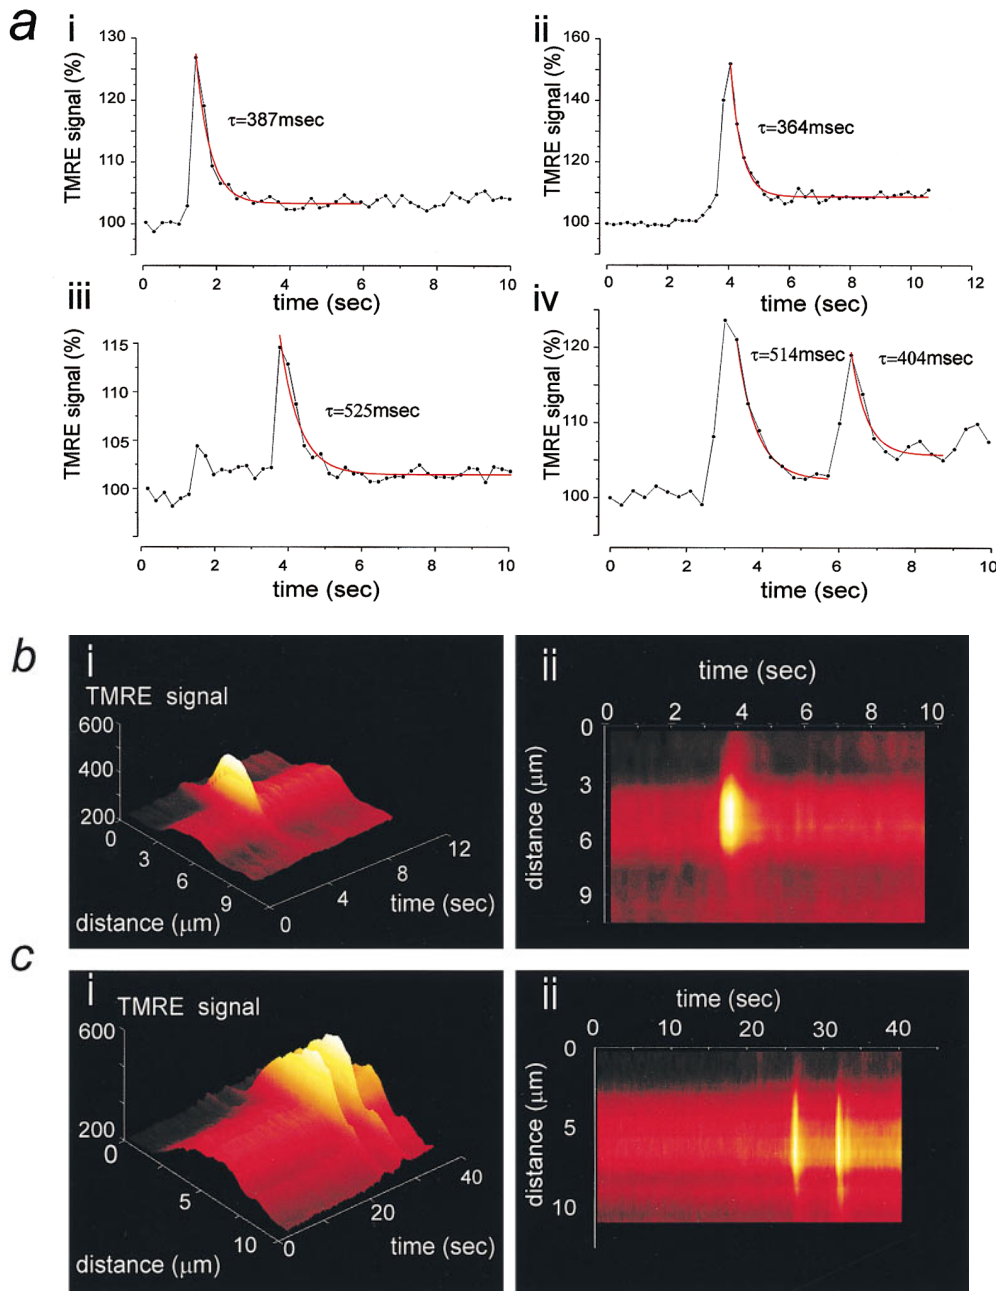 a
i
TMRE signal (%)
130
120
110
100
τ=387msec
0 2 4 6 8 10
time (sec)
ii
TMRE signal (%)
160
140
120
100
τ=364msec
0 2 4 6 8 10 12
time (sec)
iii
TMRE signal (%)
115
110
105
100
τ=525msec
0 2 4 6 8 10
time (sec)
iv
TMRE signal (%)
120
110
100
τ=514msec
τ=404msec
0 2 4 6 8 10
time (sec)
b
i
TMRE signal
600
400
200
0
3
6
9
distance (μm)
0
4
8
12
time (sec)
ii
time (sec)
0 2 4 6 8 10
0
3
6
9
distance (μm)
c
i
TMRE signal
600
200
0
5
10
distance (μm)
0
20
40
time (sec)
ii
time (sec)
0 10 20 30 40
0
5
10
distance (μm)